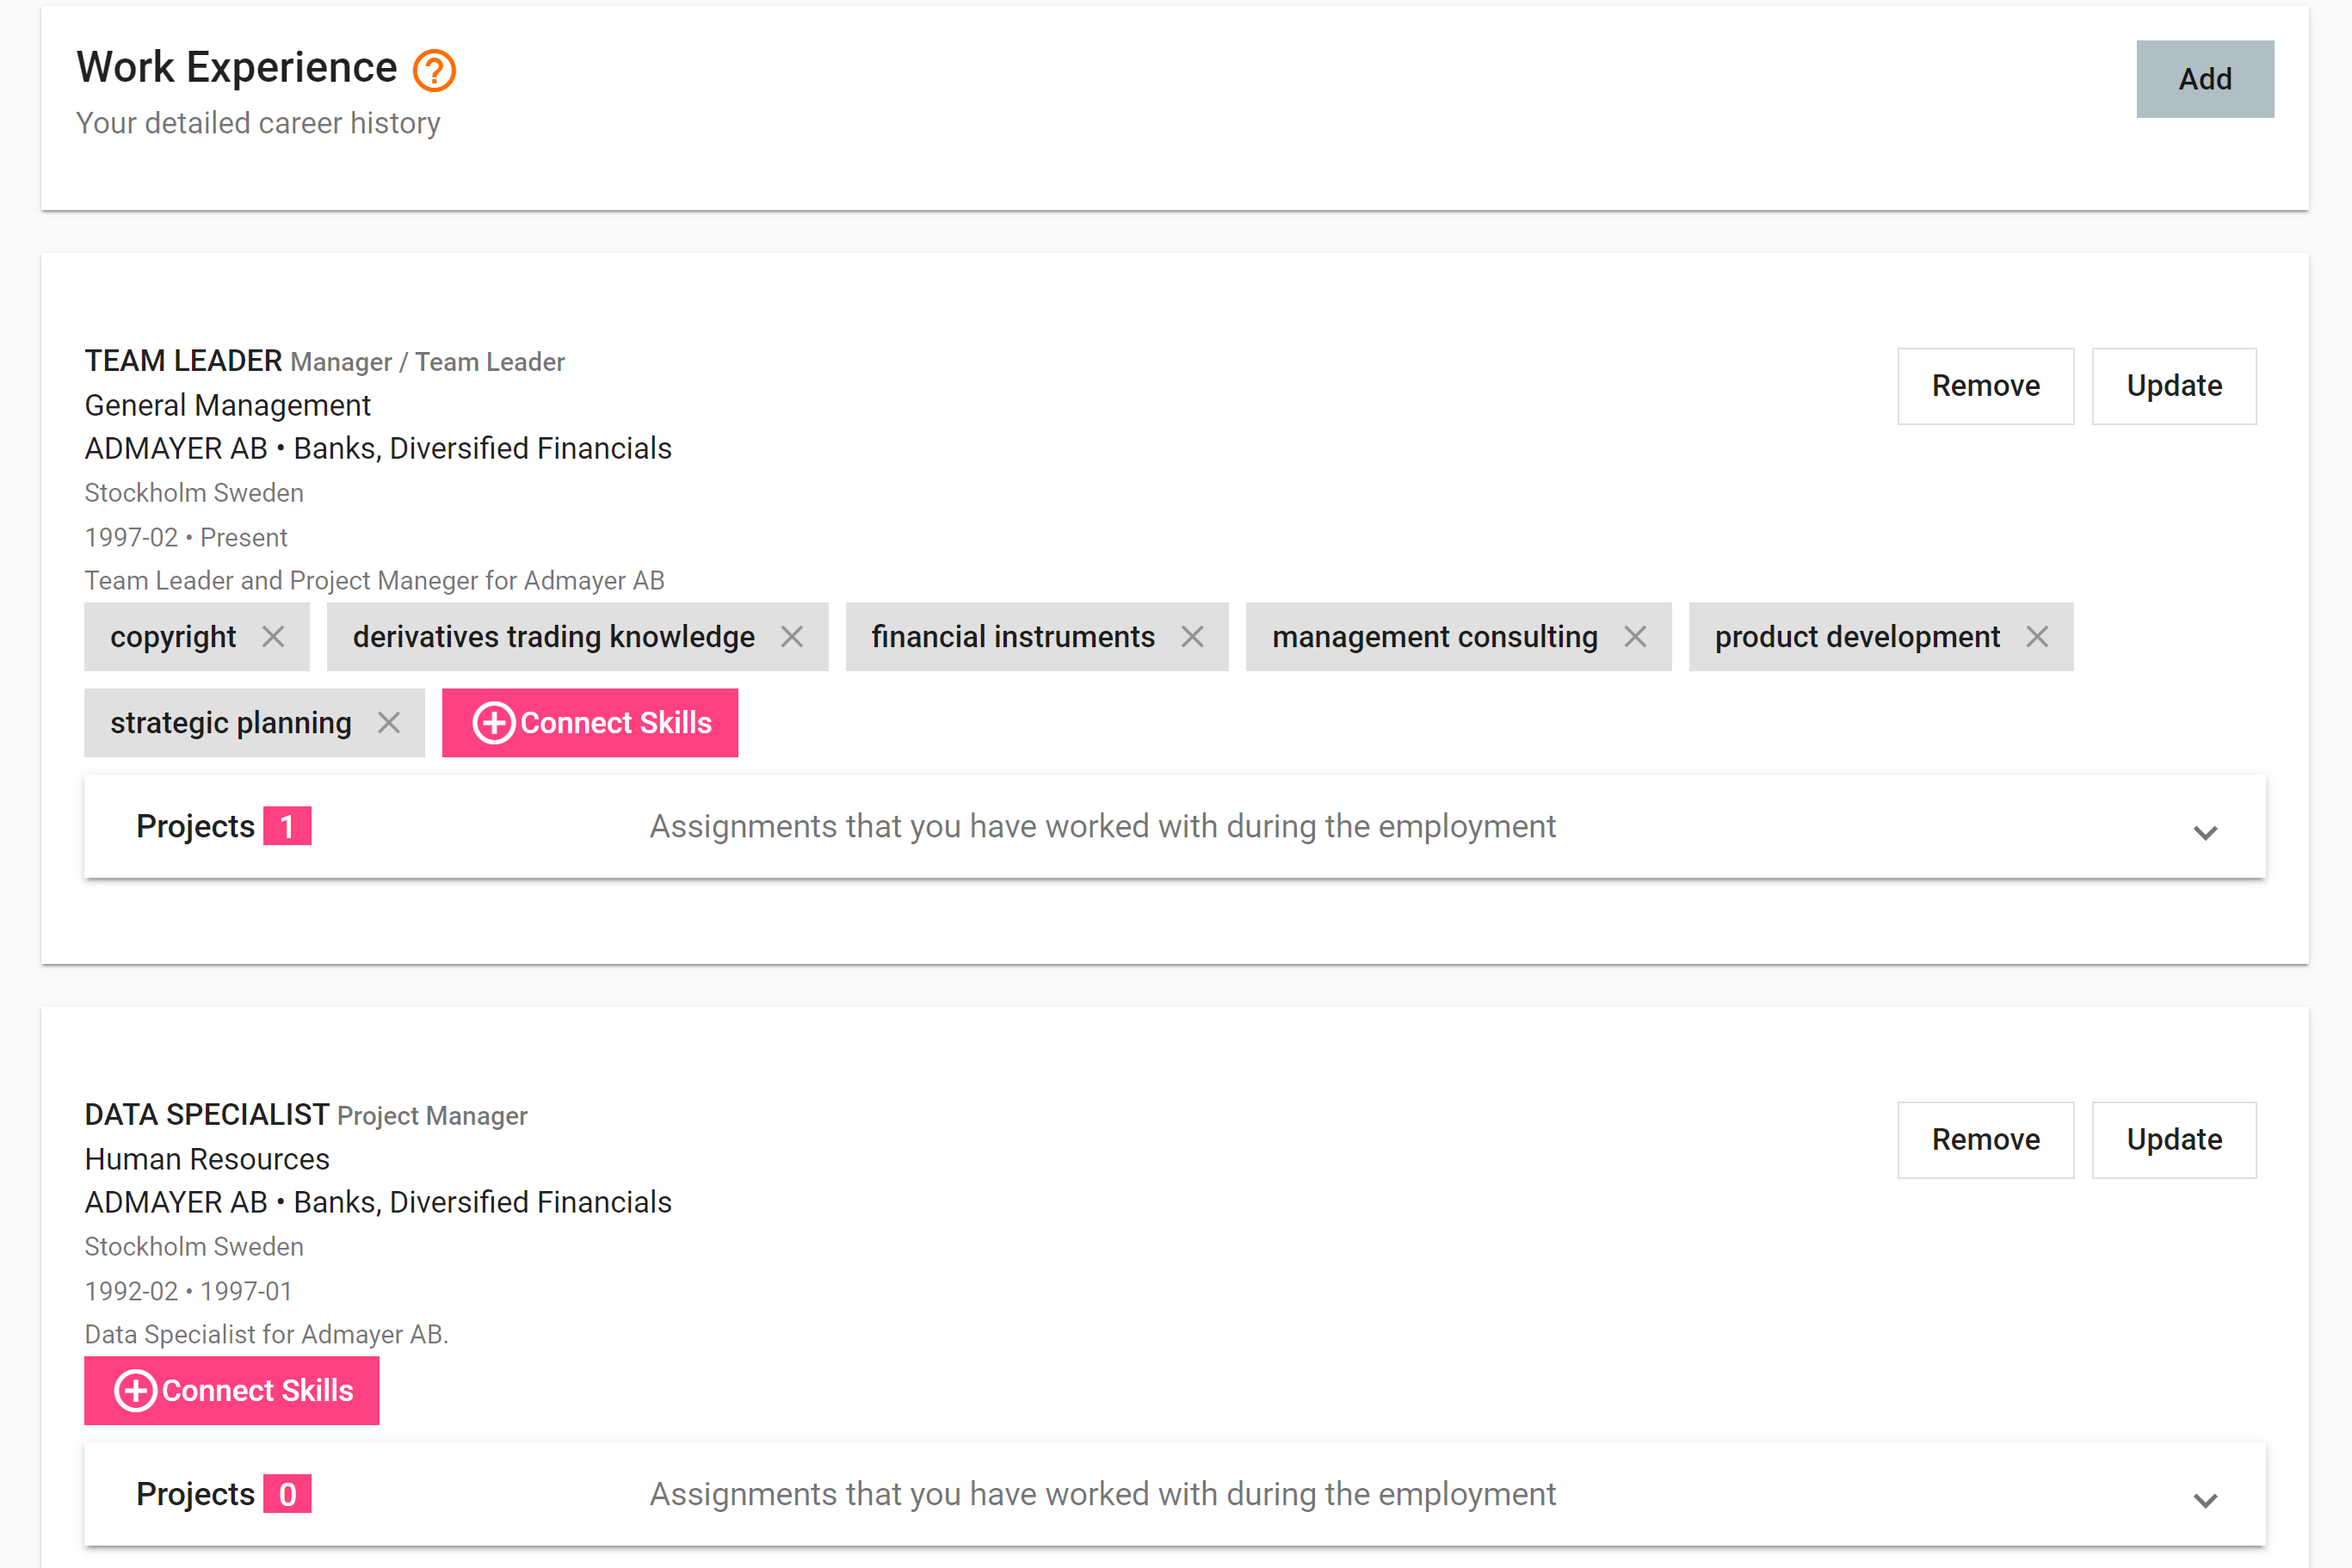 Work Experience
Add
Your detailed career history
TEAM LEADER Manager / Team Leader
Remove Update
General Management
ADMAYER AB • Banks, Diversified Financials
Stockholm Sweden
1997-02 • Present
Team Leader and Project Maneger for Admayer AB
copyright derivatives trading knowledge financial instruments management consulting product development
strategic planning Connect Skills
Projects 1 Assignments that you have worked with during the employment
DATA SPECIALIST Project Manager
Remove Update
Human Resources
ADMAYER AB • Banks, Diversified Financials
Stockholm Sweden
1992-02 • 1997-01
Data Specialist for Admayer AB.
Connect Skills
Projects 0 Assignments that you have worked with during the employment